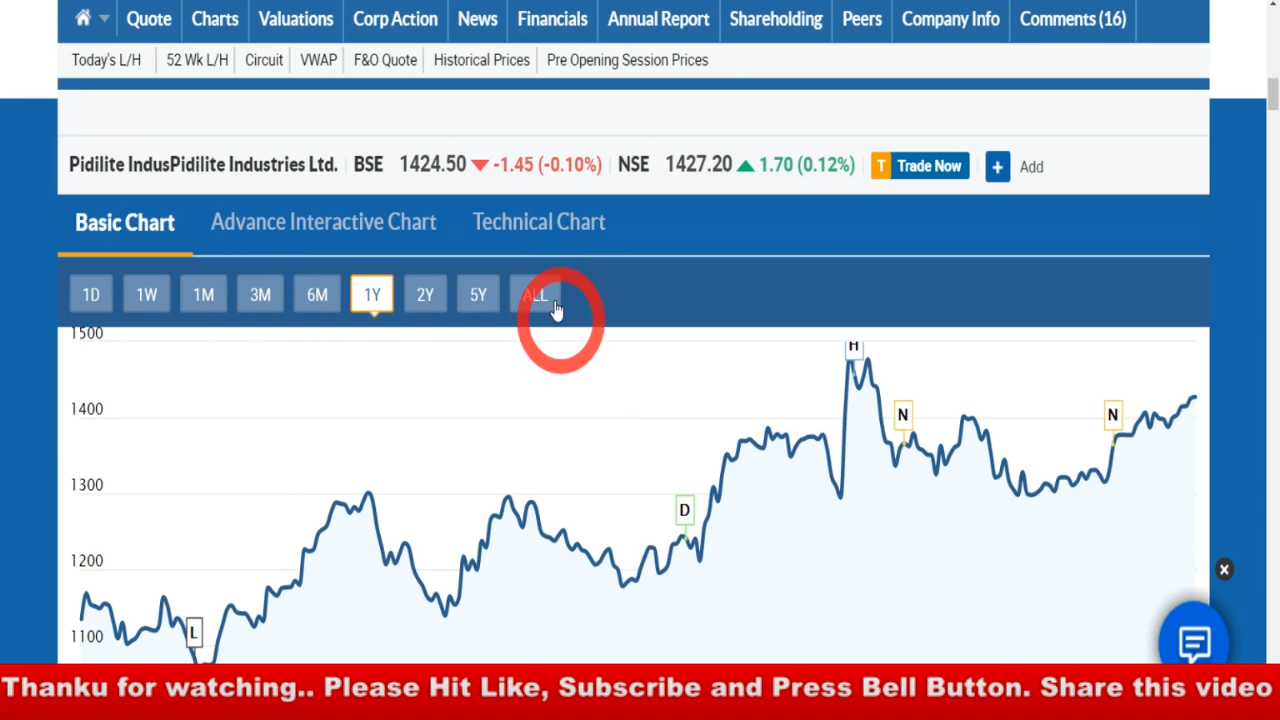 Quote Charts Valuations Corp Action News Financials Annual Report Shareholding Peers Company Info Comments (16)
Today's L/H 52 Wk L/H Circuit VWAP F&O Quote Historical Prices Pre Opening Session Prices
Pidilite IndusPidilite Industries Ltd. BSE 1424.50 -1.45 (-0.10%) NSE 1427.20 1.70 (0.12%) T Trade Now + Add
Basic Chart Advance Interactive Chart Technical Chart
1D 1W 1M 3M 6M 1Y 2Y 5Y ALL
1500
H
1400
N N
1300
D
1200
L
1100
Thanku for watching.. Please Hit Like, Subscribe and Press Bell Button. Share this video